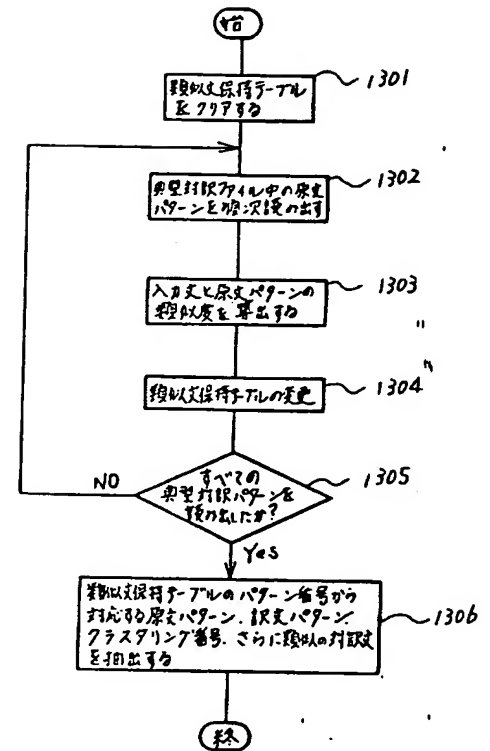 始
類似文保持テーブル
をクリアする
1301
典型対訳ファイル中の原文
パターンを順次読み出す
1302
入力文と原文パターンの
類似度を算出する
1303
類似文保持テーブルの変更
1304
すべての
典型対訳パターンを
読み出したか?
1305
NO
Yes
類似文保持テーブルのパターン番号から
対応する原文パターン、訳文パターン、
クラスタリング番号、さらに類似の対訳文
を抽出する
1306
終